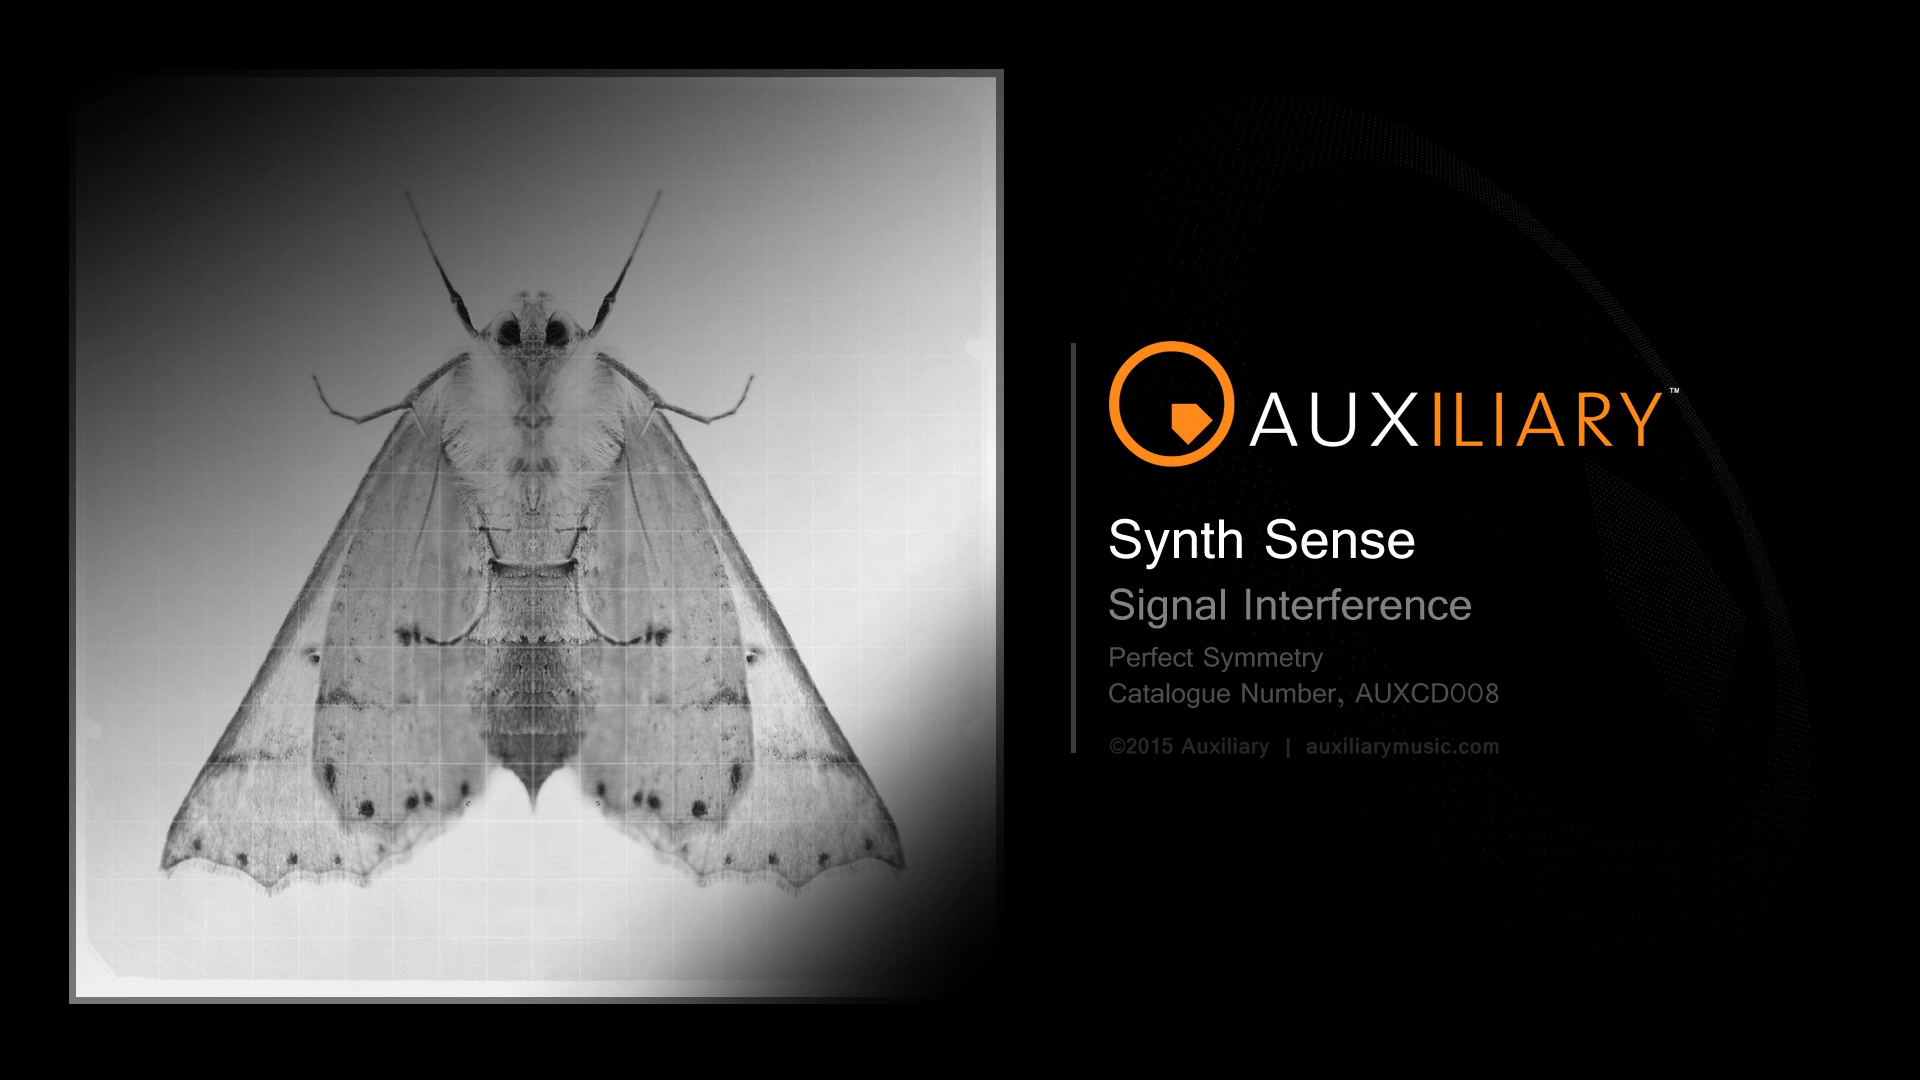 AUXILIARY™
Synth Sense
Signal Interference
Perfect Symmetry
Catalogue Number, AUXCD008
©2015 Auxiliary | auxiliarymusic.com